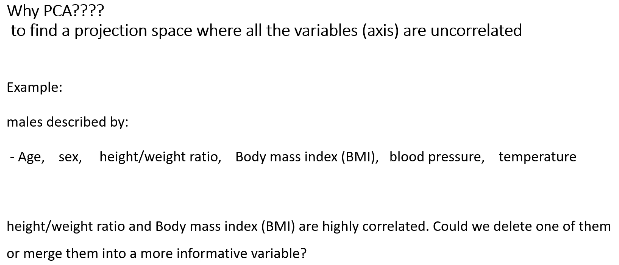 Why PCA????
to find a projection space where all the variables (axis) are uncorrelated
Example:
males described by:
- Age, sex, height/weight ratio, Body mass index (BMI), blood pressure, temperature
height/weight ratio and Body mass index (BMI) are highly correlated. Could we delete one of them
or merge them into a more informative variable?